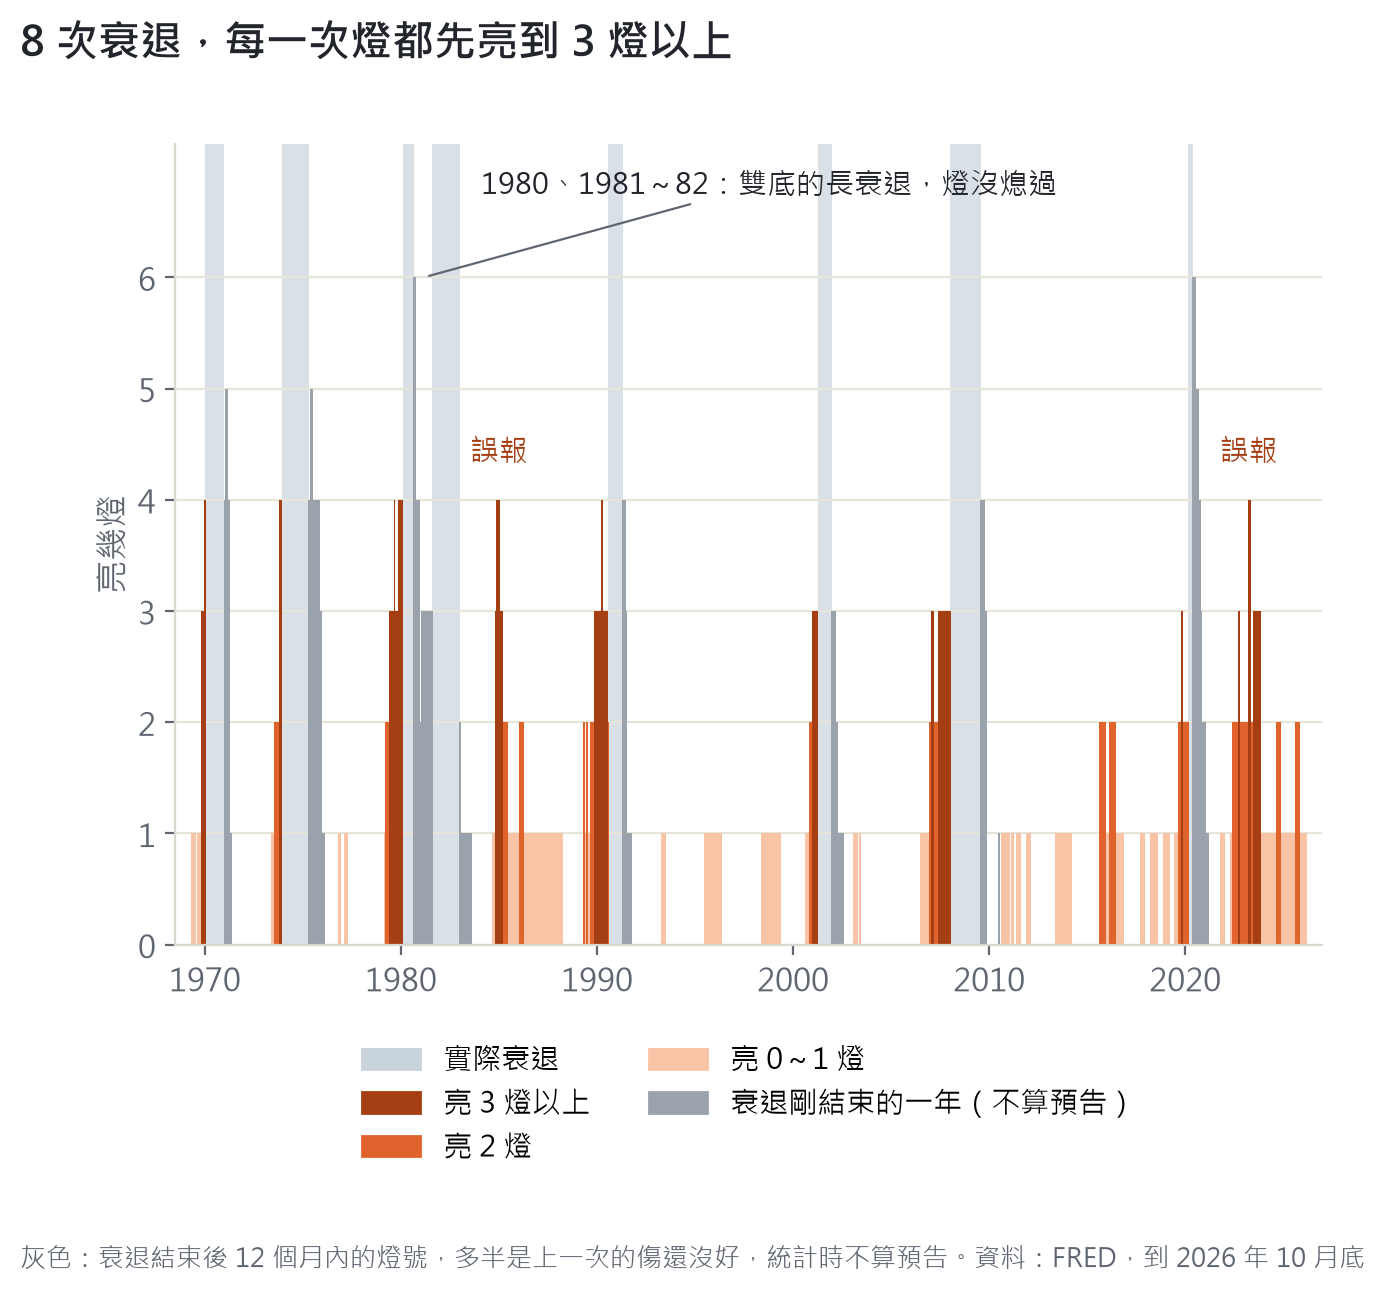 8 次衰退，每一次燈都先亮到 3 燈以上
1980、1981~82：雙底的長衰退，燈沒熄過
誤報
誤報
亮幾燈
6
5
4
3
2
1
0
1970 1980 1990 2000 2010 2020
實際衰退
亮 3 燈以上
亮 2 燈
亮 0~1 燈
衰退剛結束的一年（不算預告）
灰色：衰退結束後 12 個月內的燈號，多半是上一次的傷還沒好，統計時不算預告。資料：FRED，到 2026 年 10 月底